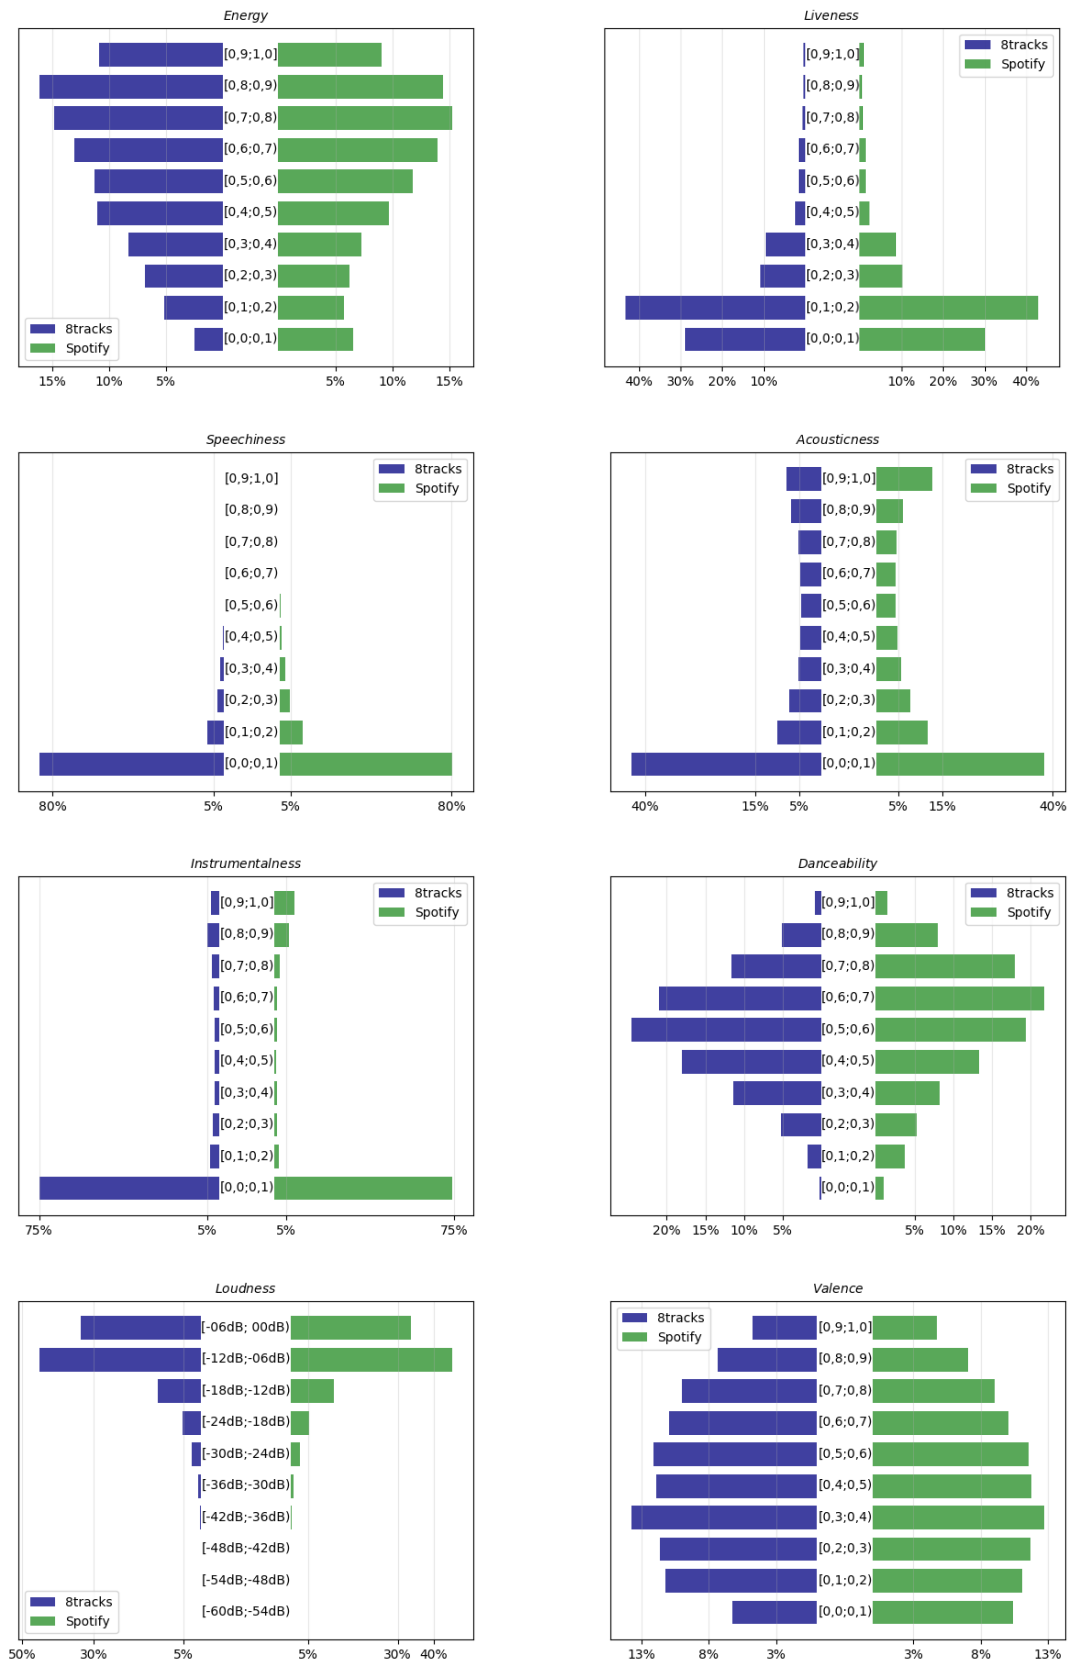 Energy
[0,9;1,0]
[0,8;0,9)
[0,7;0,8)
[0,6;0,7)
[0,5;0,6)
[0,4;0,5)
[0,3;0,4)
[0,2;0,3)
[0,1;0,2)
[0,0;0,1)
8tracks
Spotify
15% 10% 5% 5% 10% 15%
Liveness
8tracks
Spotify
[0,9;1,0]
[0,8;0,9)
[0,7;0,8)
[0,6;0,7)
[0,5;0,6)
[0,4;0,5)
[0,3;0,4)
[0,2;0,3)
[0,1;0,2)
[0,0;0,1)
40% 30% 20% 10% 10% 20% 30% 40%
Speechiness
8tracks
Spotify
[0,9;1,0]
[0,8;0,9)
[0,7;0,8)
[0,6;0,7)
[0,5;0,6)
[0,4;0,5)
[0,3;0,4)
[0,2;0,3)
[0,1;0,2)
[0,0;0,1)
80% 5% 5% 80%
Acousticness
8tracks
Spotify
[0,9;1,0]
[0,8;0,9)
[0,7;0,8)
[0,6;0,7)
[0,5;0,6)
[0,4;0,5)
[0,3;0,4)
[0,2;0,3)
[0,1;0,2)
[0,0;0,1)
40% 15% 5% 5% 15% 40%
Instrumentalness
8tracks
Spotify
[0,9;1,0]
[0,8;0,9)
[0,7;0,8)
[0,6;0,7)
[0,5;0,6)
[0,4;0,5)
[0,3;0,4)
[0,2;0,3)
[0,1;0,2)
[0,0;0,1)
75% 5% 5% 75%
Danceability
8tracks
Spotify
[0,9;1,0]
[0,8;0,9)
[0,7;0,8)
[0,6;0,7)
[0,5;0,6)
[0,4;0,5)
[0,3;0,4)
[0,2;0,3)
[0,1;0,2)
[0,0;0,1)
20% 15% 10% 5% 5% 10% 15% 20%
Loudness
[-06dB; 00dB)
[-12dB;-06dB)
[-18dB;-12dB)
[-24dB;-18dB)
[-30dB;-24dB)
[-36dB;-30dB)
[-42dB;-36dB)
[-48dB;-42dB)
[-54dB;-48dB)
[-60dB;-54dB)
8tracks
Spotify
50% 30% 5% 5% 30% 40%
Valence
8tracks
Spotify
[0,9;1,0]
[0,8;0,9)
[0,7;0,8)
[0,6;0,7)
[0,5;0,6)
[0,4;0,5)
[0,3;0,4)
[0,2;0,3)
[0,1;0,2)
[0,0;0,1)
13% 8% 3% 3% 8% 13%